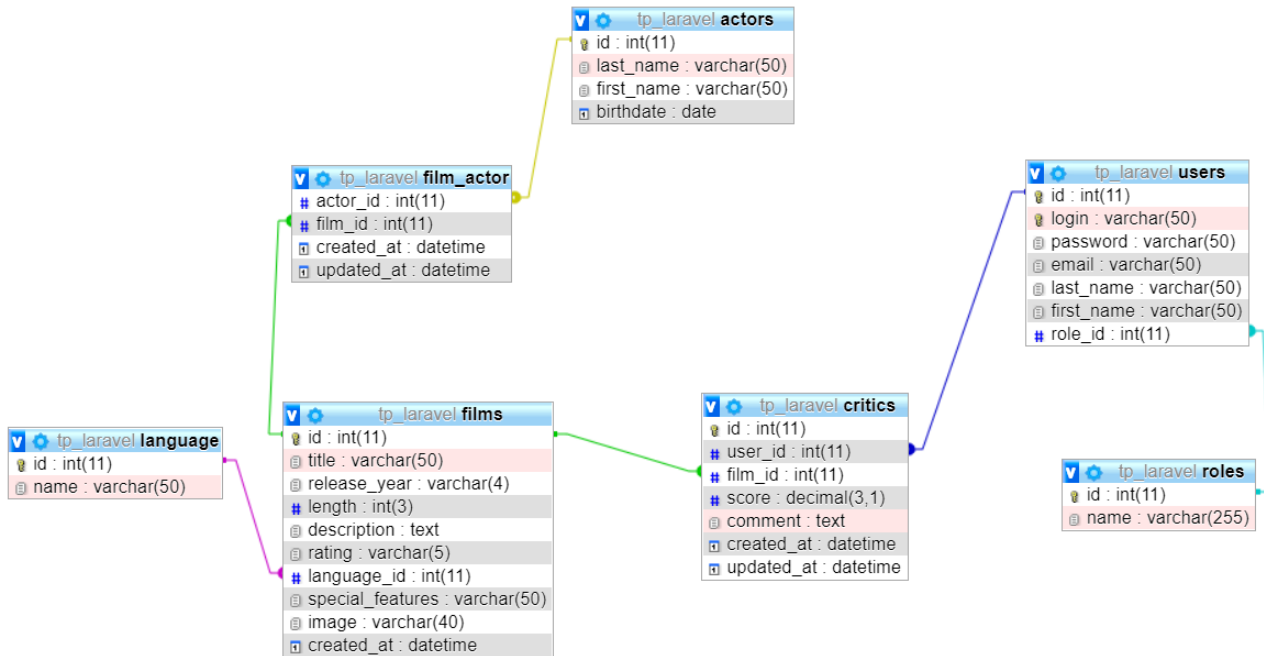 tp_laravel actors
id : int(11)
last_name : varchar(50)
first_name : varchar(50)
birthdate : date
tp_laravel film_actor
actor_id : int(11)
film_id : int(11)
created_at : datetime
updated_at : datetime
tp_laravel users
id : int(11)
login : varchar(50)
password : varchar(50)
email : varchar(50)
last_name : varchar(50)
first_name : varchar(50)
role_id : int(11)
tp_laravel language
id : int(11)
name : varchar(50)
tp_laravel films
id : int(11)
title : varchar(50)
release_year : varchar(4)
length : int(3)
description : text
rating : varchar(5)
language_id : int(11)
special_features : varchar(50)
image : varchar(40)
created_at : datetime
tp_laravel critics
id : int(11)
user_id : int(11)
film_id : int(11)
score : decimal(3,1)
comment : text
created_at : datetime
updated_at : datetime
tp_laravel roles
id : int(11)
name : varchar(255)